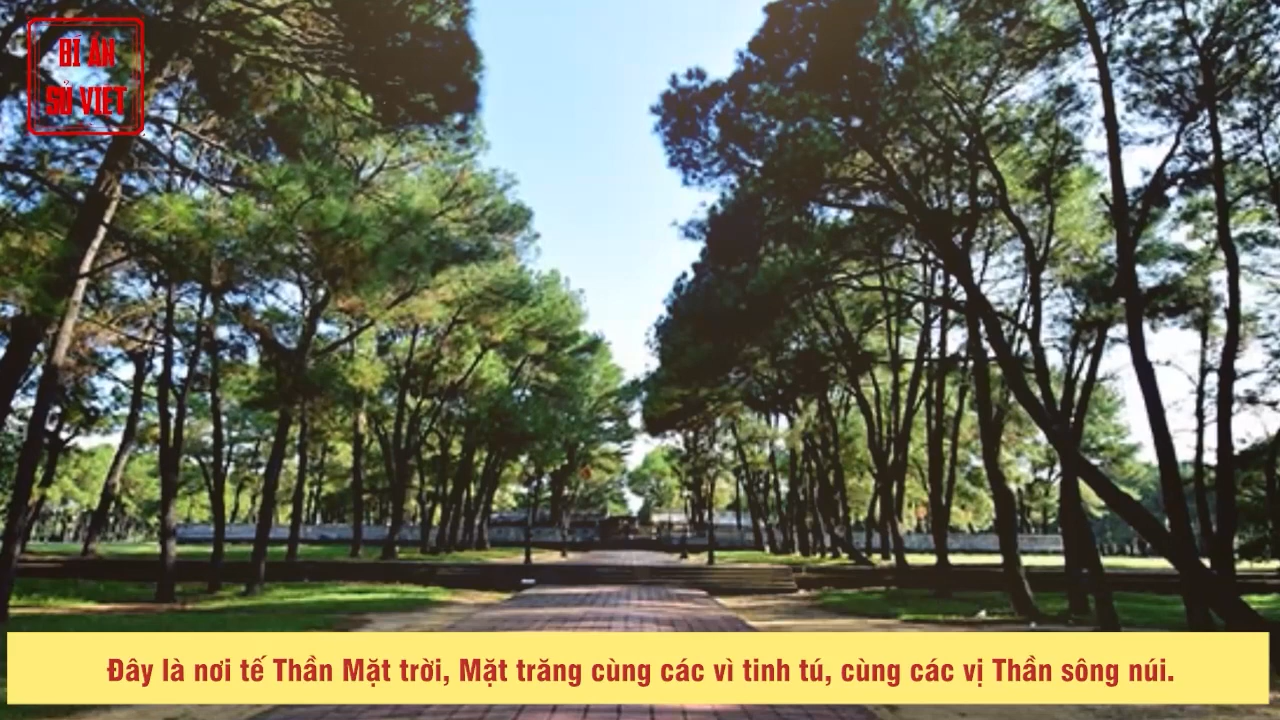 BÍ ẨN
SỬ VIỆT
Đây là nơi tế Thần Mặt trời, Mặt trăng cùng các vì tinh tú, cùng các vị Thần sông núi.